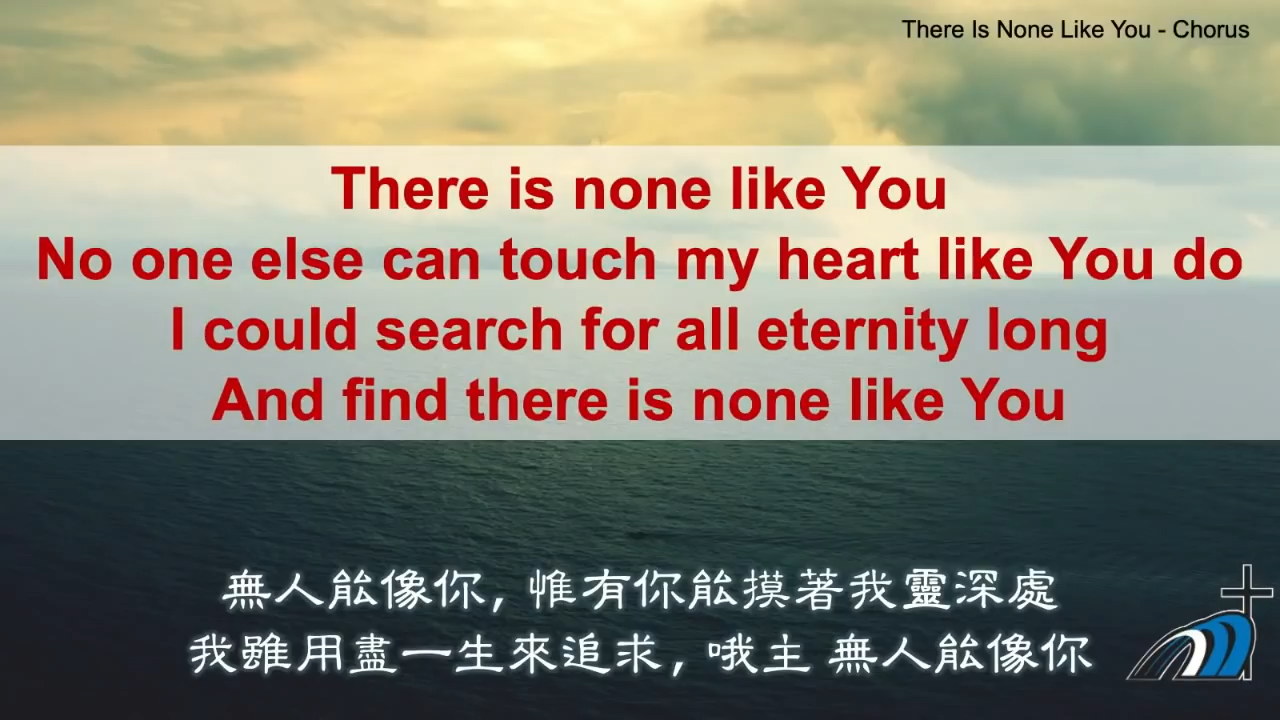 There Is None Like You - Chorus
There is none like You
No one else can touch my heart like You do
I could search for all eternity long
And find there is none like You
無人能像你，惟有你能摸著我靈深處
我雖用盡一生來追求，哦主 無人能像你